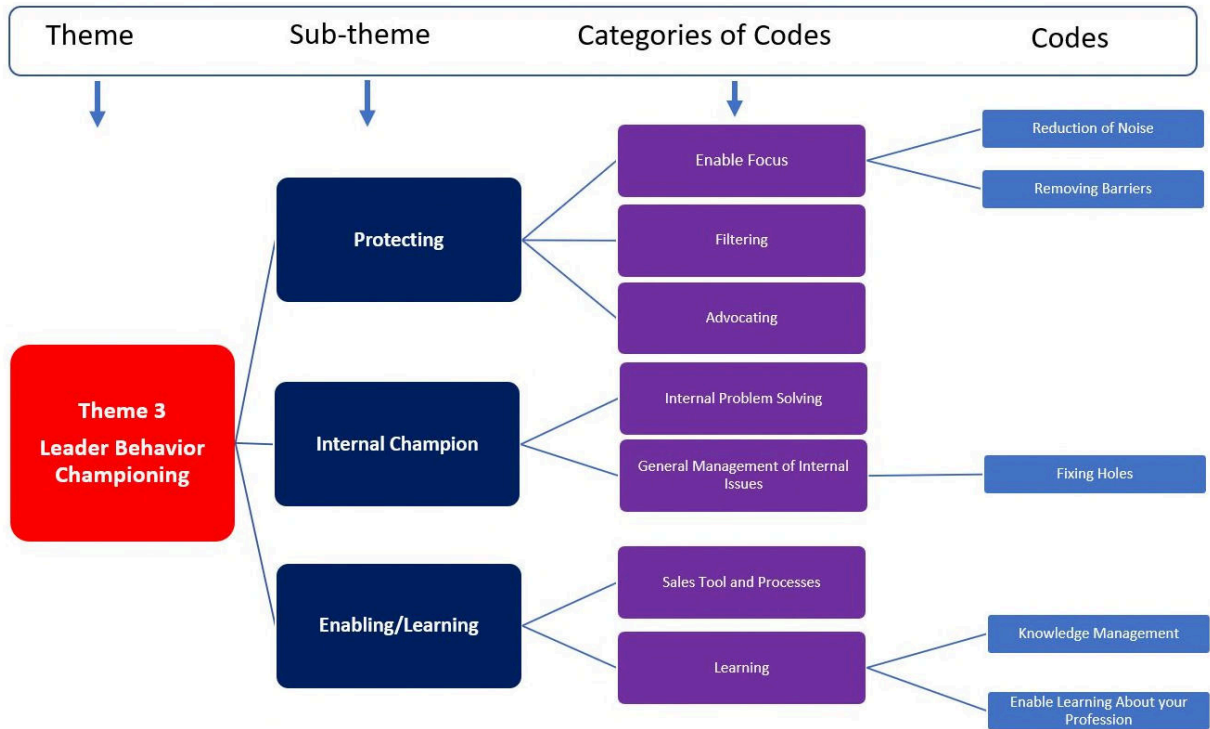 Theme Sub-theme Categories of Codes Codes
Reduction of Noise
Enable Focus
Removing Barriers
Protecting
Filtering
Advocating
Theme 3
Leader Behavior
Championing
Internal Problem Solving
Internal Champion
General Management of Internal
Issues
Fixing Holes
Sales Tool and Processes
Enabling/Learning
Knowledge Management
Learning
Enable Learning About your
Profession